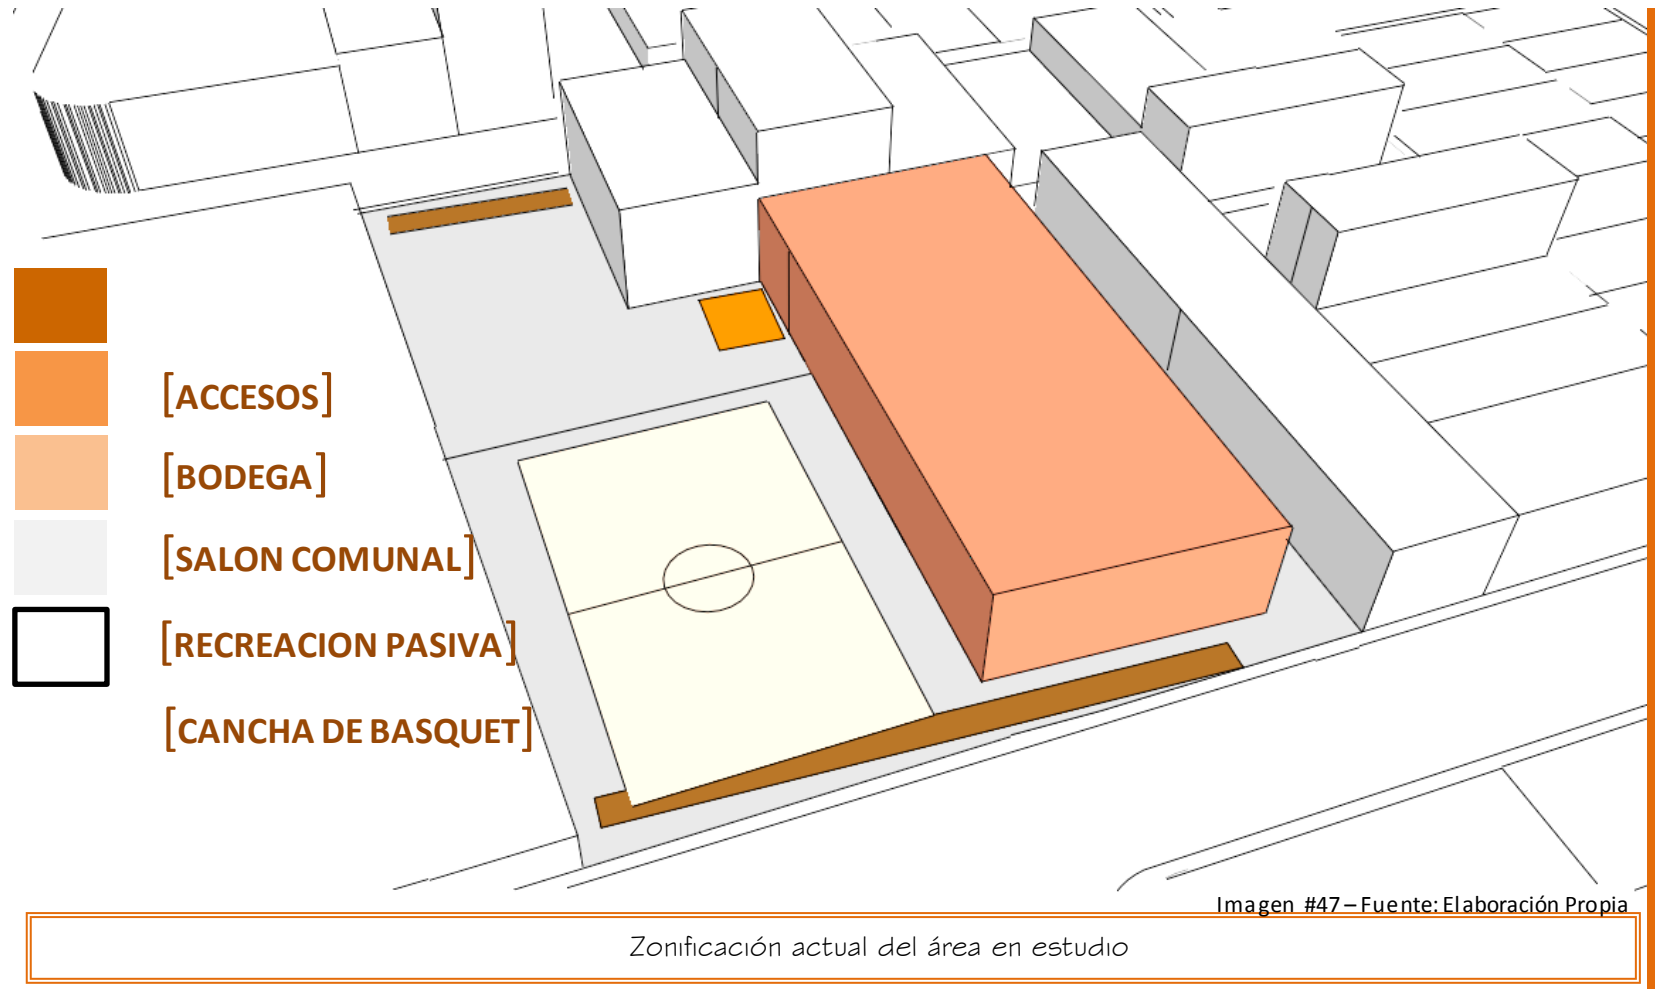 [ACCESOS]
[BODEGA]
[SALON COMUNAL]
[RECREACION PASIVA]
[CANCHA DE BASQUET]
Imagen #47 – Fuente: Elaboración Propia
Zonificación actual del área en estudio